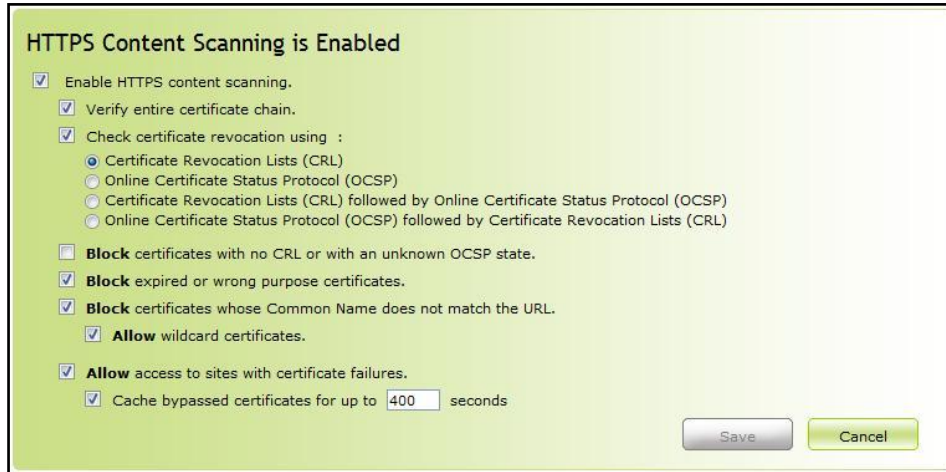 HTTPS Content Scanning is Enabled
Enable HTTPS content scanning.
Verify entire certificate chain.
Check certificate revocation using :
Certificate Revocation Lists (CRL)
Online Certificate Status Protocol (OCSP)
Certificate Revocation Lists (CRL) followed by Online Certificate Status Protocol (OCSP)
Online Certificate Status Protocol (OCSP) followed by Certificate Revocation Lists (CRL)
Block certificates with no CRL or with an unknown OCSP state.
Block expired or wrong purpose certificates.
Block certificates whose Common Name does not match the URL.
Allow wildcard certificates.
Allow access to sites with certificate failures.
Cache bypassed certificates for up to 400 seconds
Save Cancel